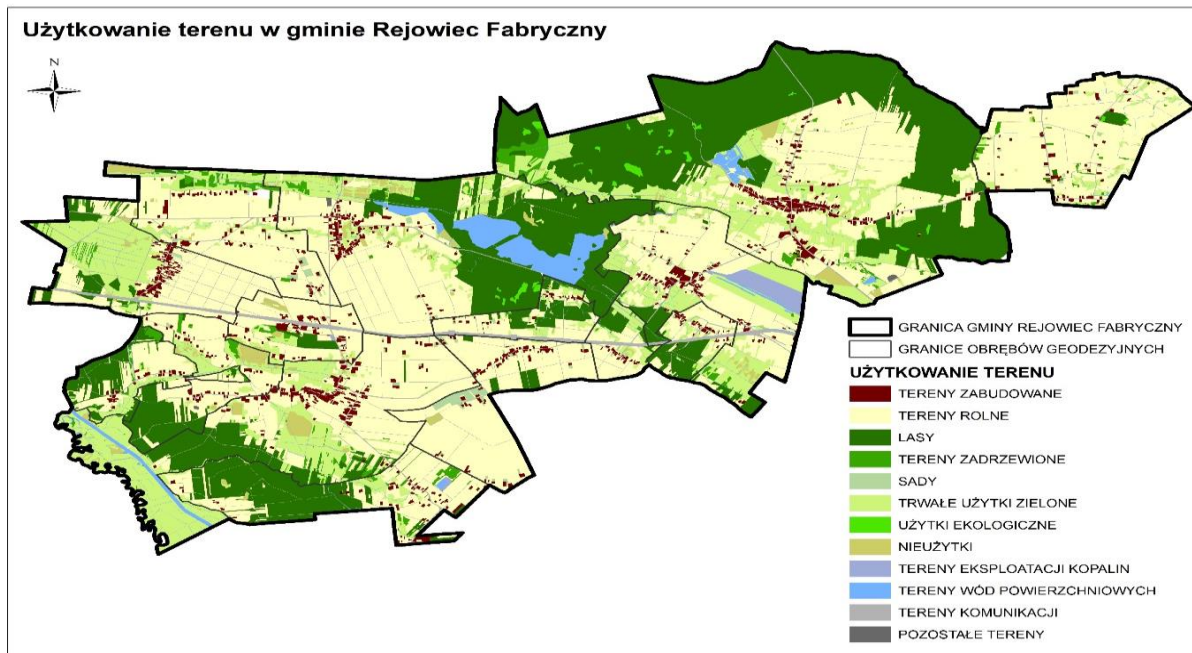 Użytkowanie terenu w gminie Rejowiec Fabryczny
N
GRANICA GMINY REJOWIEC FABRYCZNY
GRANICE OBRĘBÓW GEODEZYJNYCH
UŻYTKOWANIE TERENU
TERENY ZABUDOWANE
TERENY ROLNE
LASY
TERENY ZADRZEWIONE
SADY
TRWAŁE UŻYTKI ZIELONE
UŻYTKI EKOLOGICZNE
NIEUŻYTKI
TERENY EKSPLOATACJI KOPALIN
TERENY WÓD POWIERZCHNIOWYCH
TERENY KOMUNIKACJI
POZOSTAŁE TERENY